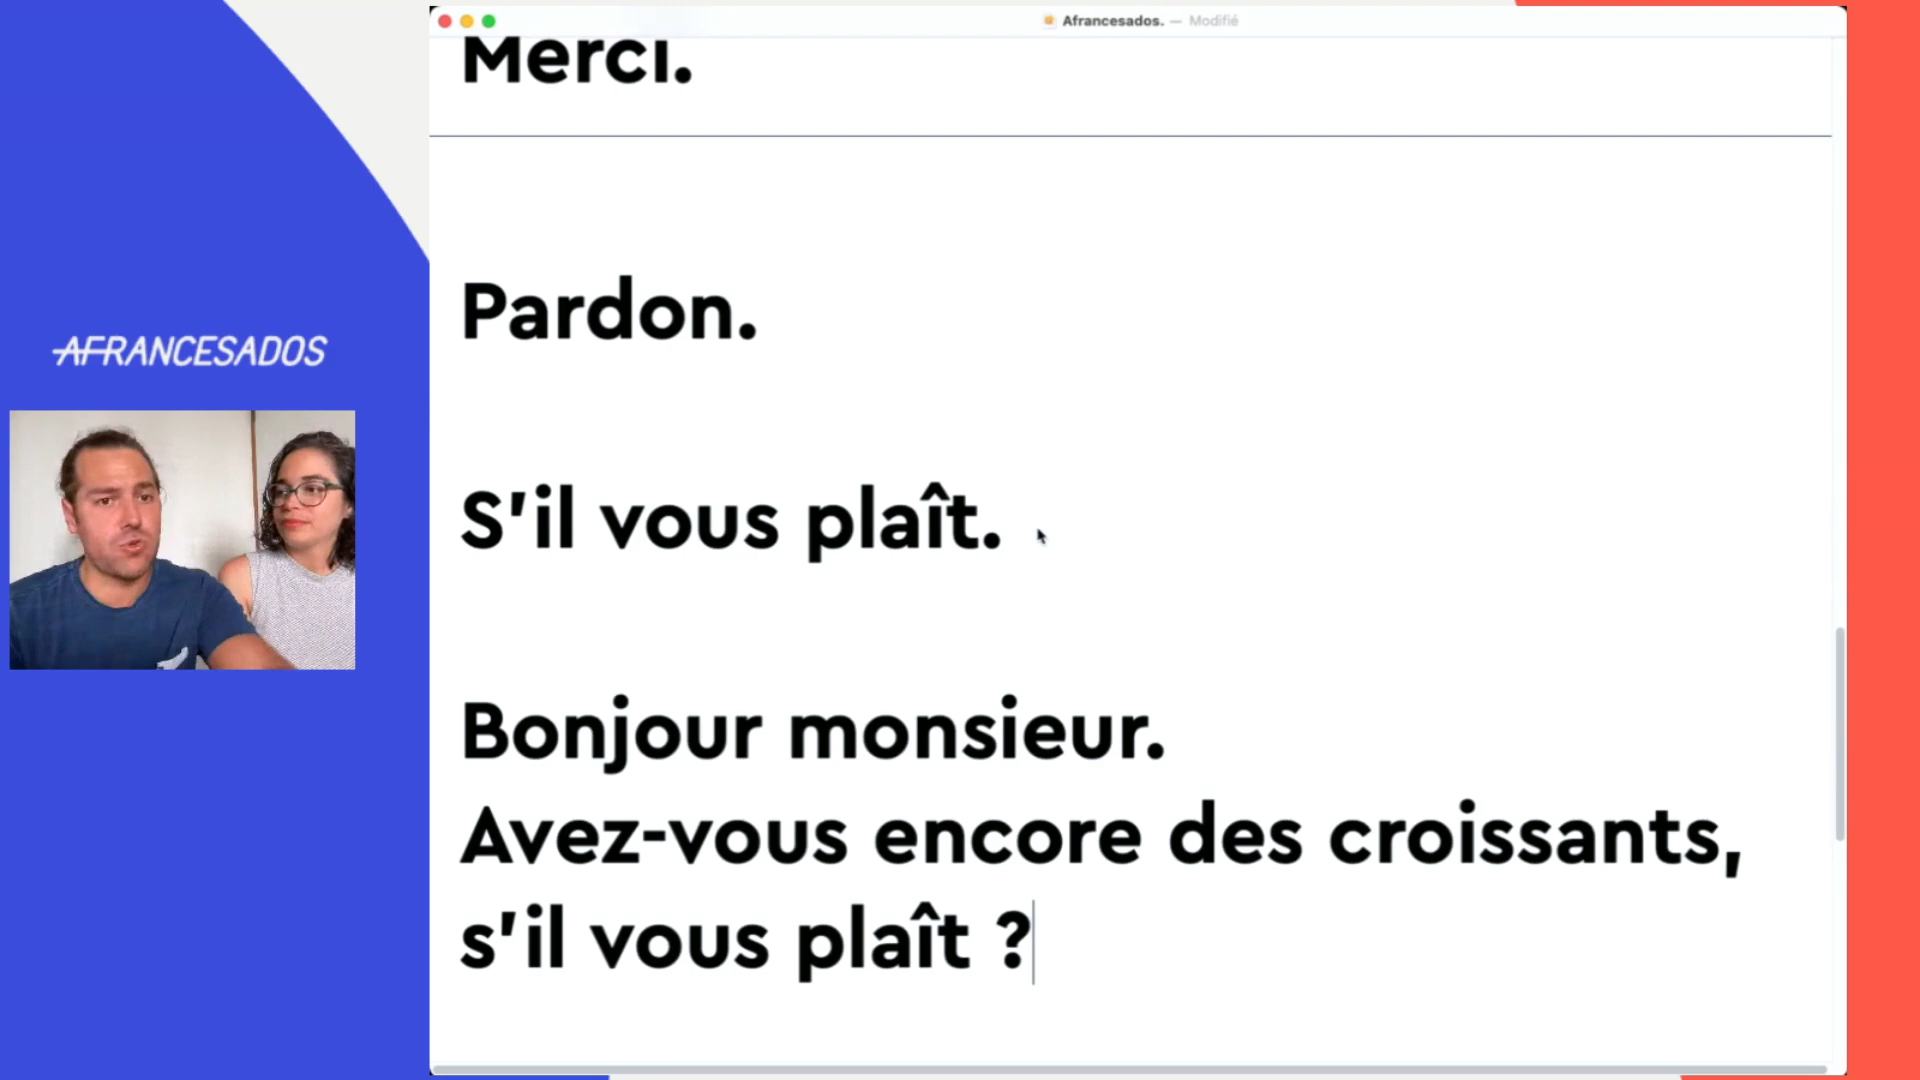 Afrancesados. — Modifié
Merci.
Pardon.
S'il vous plaît.
Bonjour monsieur.
Avez-vous encore des croissants,
s'il vous plaît ?
AFRANCESADOS